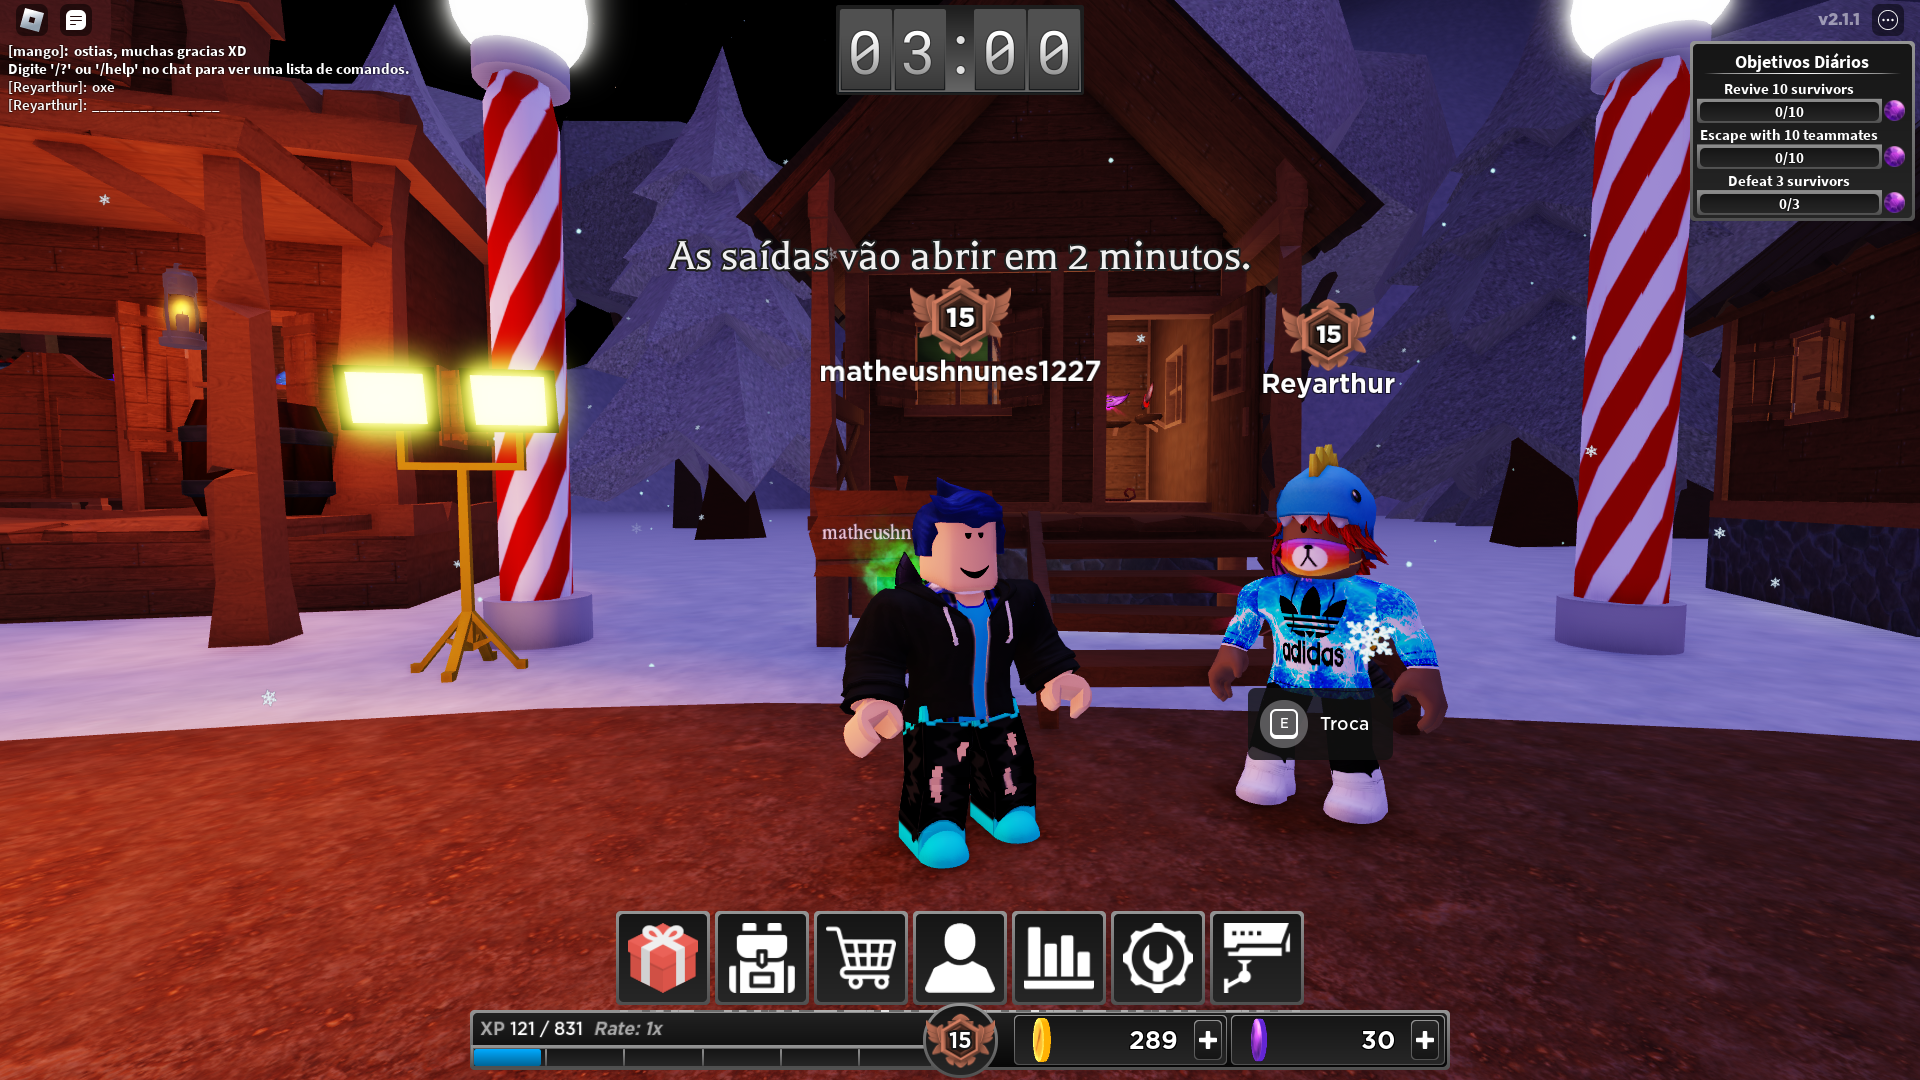 v2.1.1
03:00
[mango]: ostias, muchas gracias XD
Digite '/?' ou '/help' no chat para ver uma lista de comandos.
[Reyarthur]: oxe
[Reyarthur]: ________________
Objetivos Diários
Revive 10 survivors
0/10
Escape with 10 teammates
0/10
Defeat 3 survivors
0/3
As saídas vão abrir em 2 minutos.
15
matheushnunes1227
15
Reyarthur
matheushn
adidas
E Troca
XP 121 / 831 Rate: 1x
15
289 +
30 +